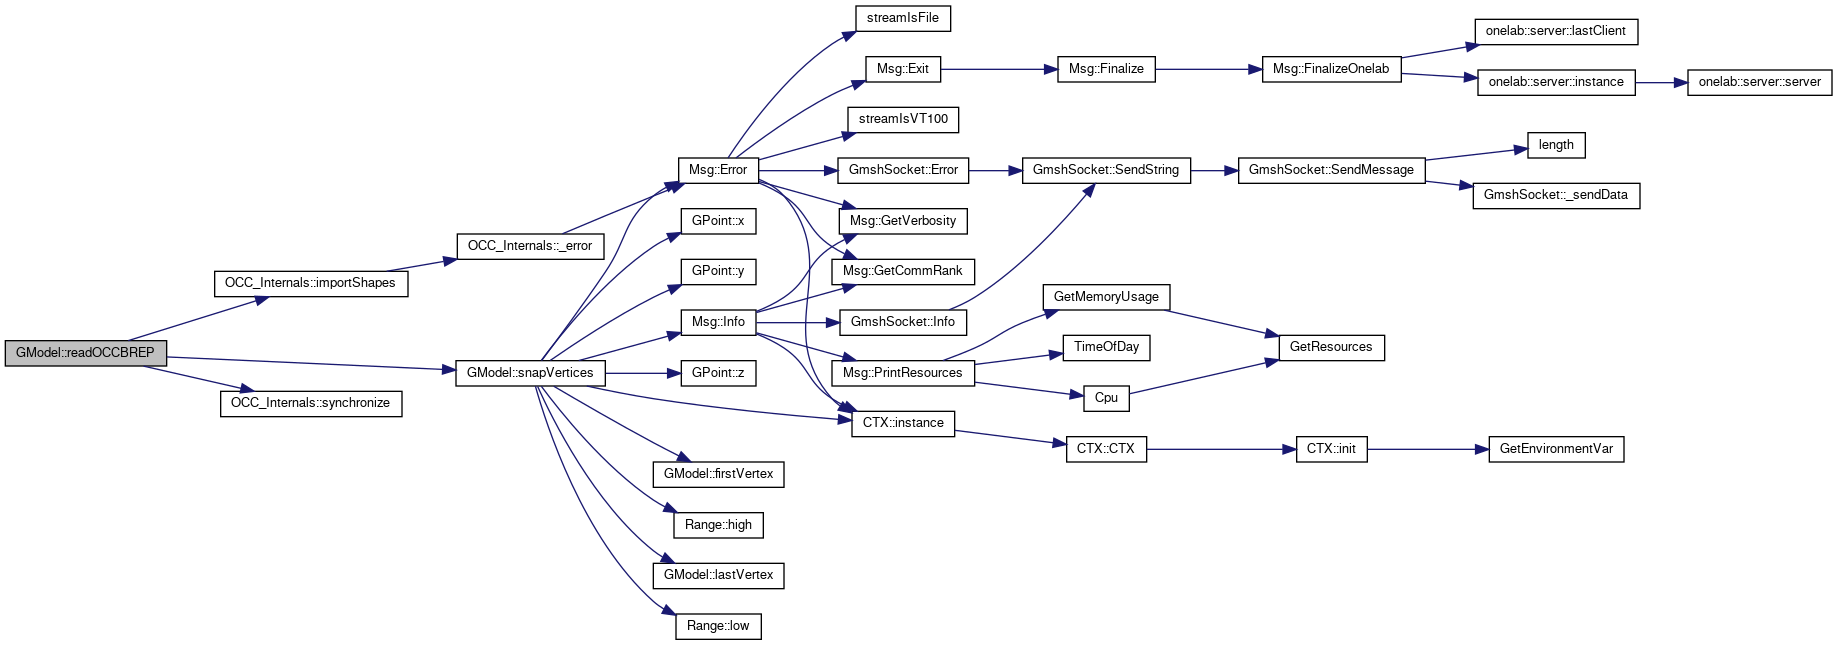 GModel::readOCCBREP
OCC_Internals::importShapes
OCC_Internals::synchronize
OCC_Internals::_error
GModel::snapVertices
Msg::Error
GPoint::x
GPoint::y
Msg::Info
GPoint::z
GModel::firstVertex
Range::high
GModel::lastVertex
Range::low
streamIsFile
Msg::Exit
streamIsVT100
GmshSocket::Error
Msg::GetVerbosity
Msg::GetCommRank
GmshSocket::Info
Msg::PrintResources
CTX::instance
Msg::Finalize
GmshSocket::SendString
GetMemoryUsage
TimeOfDay
Cpu
CTX::CTX
Msg::FinalizeOnelab
GmshSocket::SendMessage
GetResources
CTX::init
onelab::server::lastClient
onelab::server::instance
length
GmshSocket::_sendData
GetEnvironmentVar
onelab::server::server